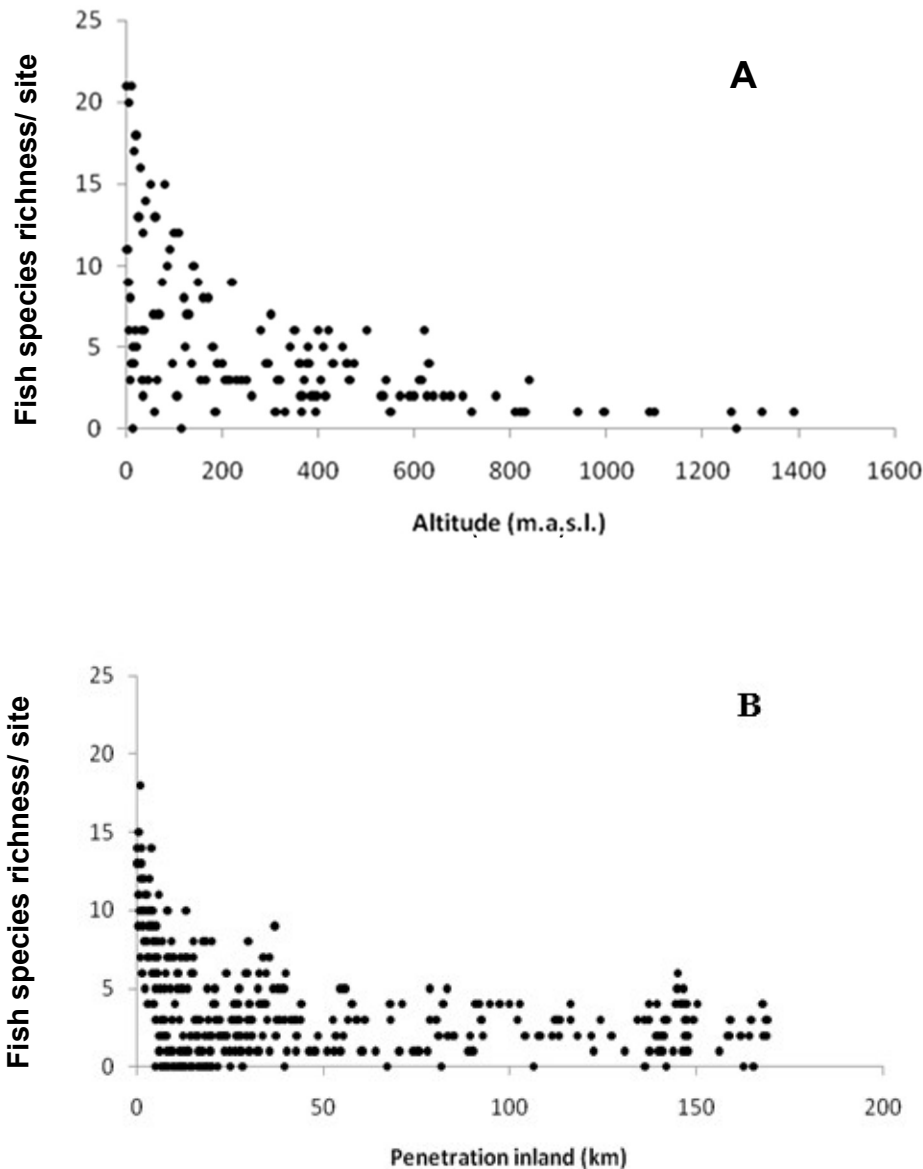 A
Fish species richness/ site
25
20
15
10
5
0
0 200 400 600 800 1000 1200 1400 1600
Altitude (m.a.s.l.)
B
Fish species richness/ site
25
20
15
10
5
0
0 50 100 150 200
Penetration inland (km)